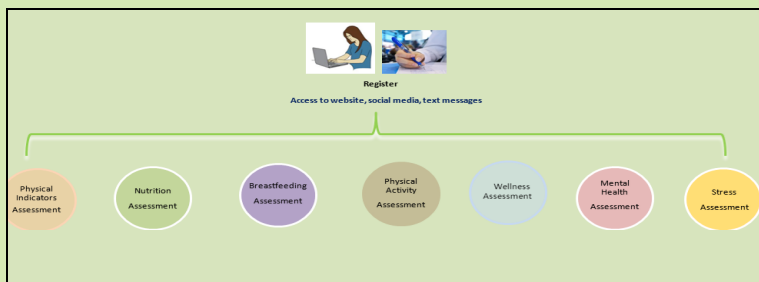 Register
Access to website, social media, text messages
Physical
Indicators
Assessment
Nutrition
Assessment
Breastfeeding
Assessment
Physical
Activity
Assessment
Wellness
Assessment
Mental
Health
Assessment
Stress
Assessment